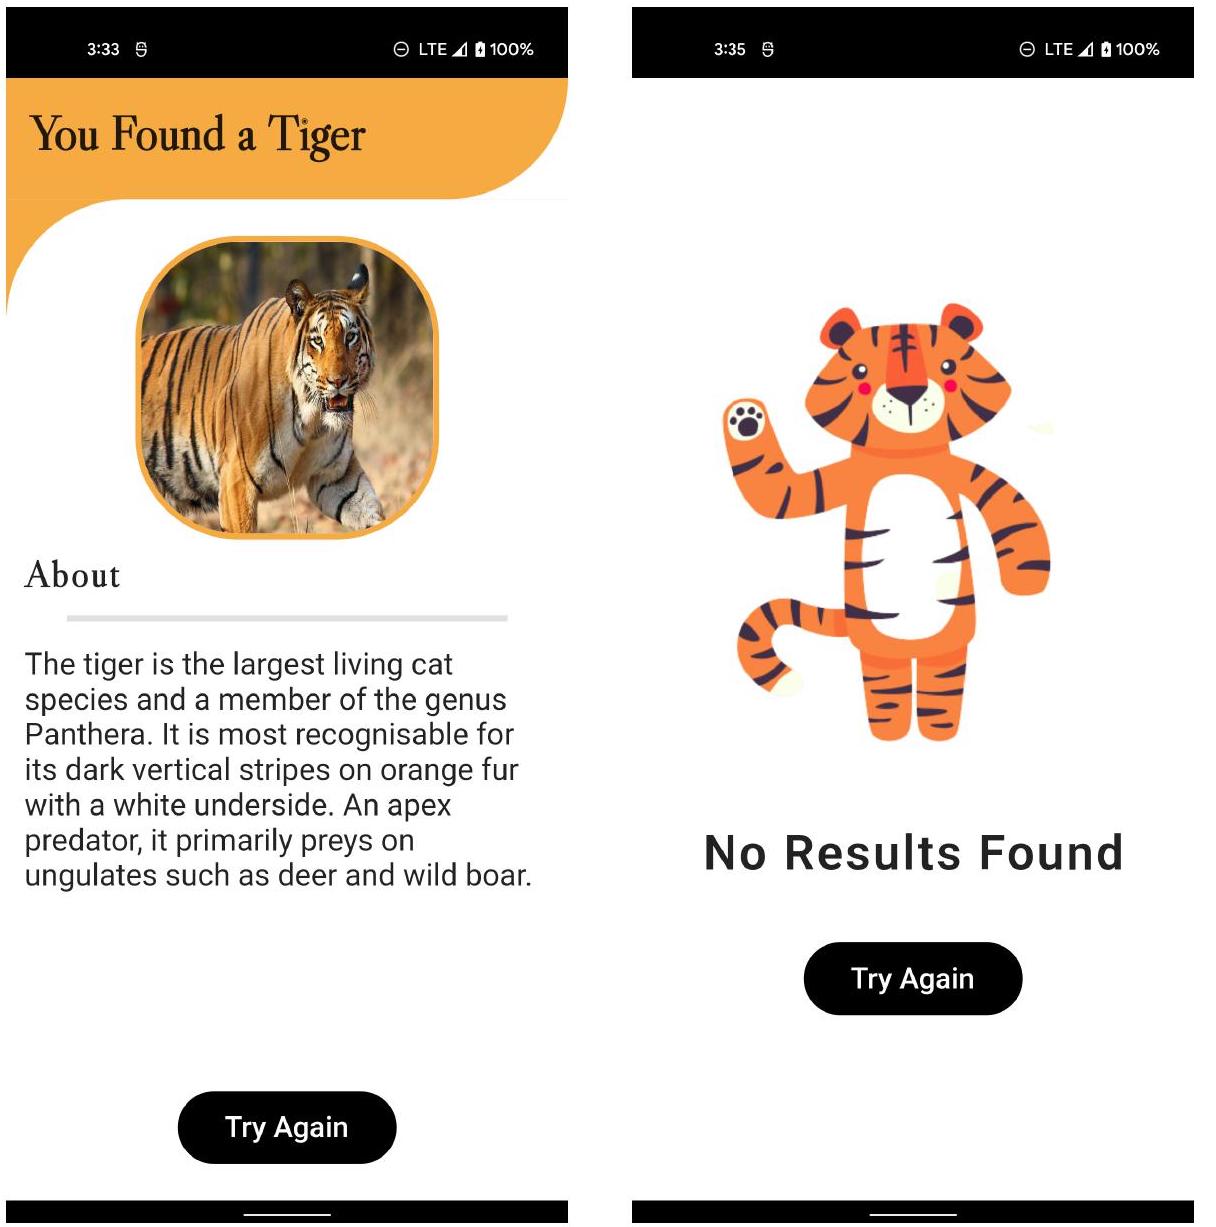 3:33
LTE
100%
You Found a Tiger
About
The tiger is the largest living cat
species and a member of the genus
Panthera. It is most recognisable for
its dark vertical stripes on orange fur
with a white underside. An apex
predator, it primarily preys on
ungulates such as deer and wild boar.
Try Again
3:35
LTE
100%
No Results Found
Try Again